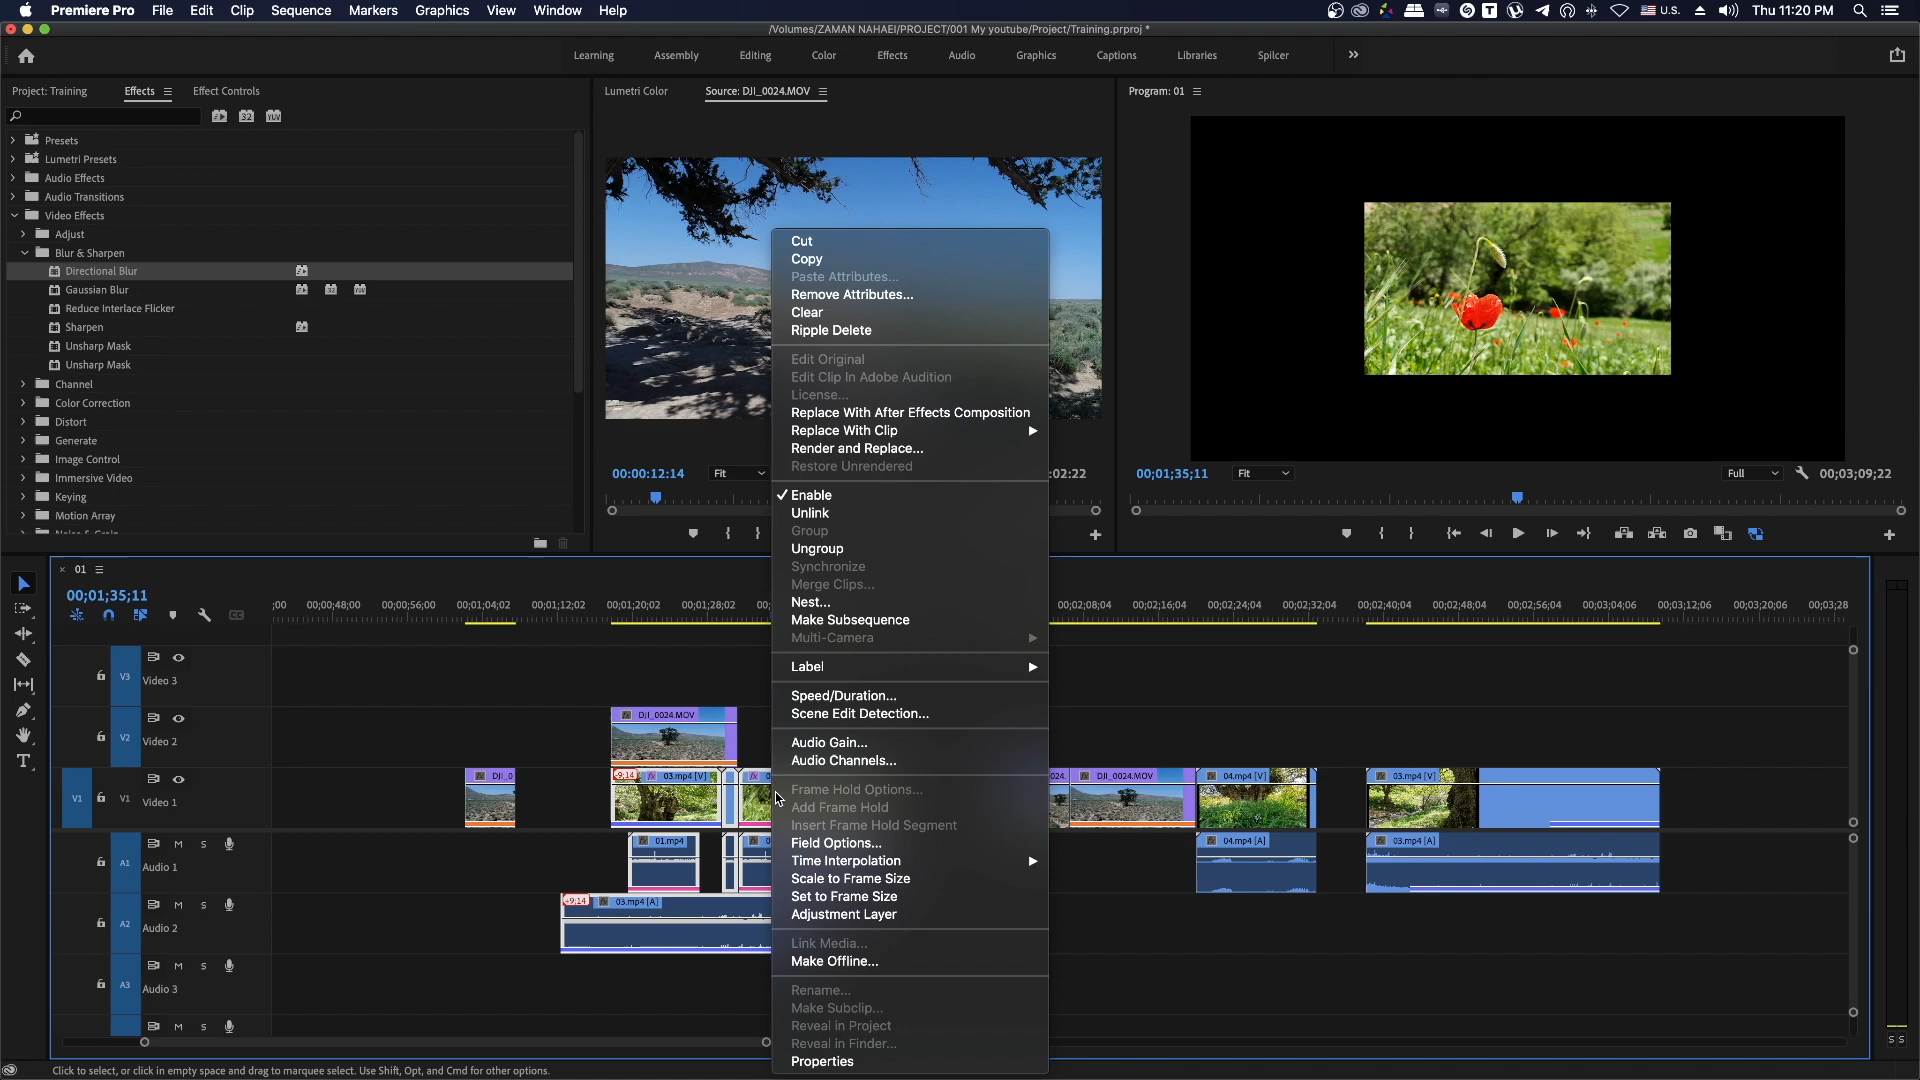 Premiere Pro File Edit Clip Sequence Markers Graphics View Window Help
U.S. Thu 11:20 PM
/Volumes/ZAMAN NAHAEI/PROJECT/001 My youtube/Project/Training.prproj *
Learning Assembly Editing Color Effects Audio Graphics Captions Libraries Spilcer
Project: Training Effects Effect Controls
32 YUV
Presets
Lumetri Presets
Audio Effects
Audio Transitions
Video Effects
Adjust
Blur & Sharpen
Directional Blur
Gaussian Blur
Reduce Interlace Flicker
Sharpen
Unsharp Mask
Unsharp Mask
Channel
Color Correction
Distort
Generate
Image Control
Immersive Video
Keying
Motion Array
Lumetri Color Source: DJI_0024.MOV
00:00:12:14 Fit :02:22
Program: 01
00;01;35;11 Fit Full 00;03;09;22
Cut
Copy
Paste Attributes...
Remove Attributes...
Clear
Ripple Delete
Edit Original
Edit Clip In Adobe Audition
License...
Replace With After Effects Composition
Replace With Clip
Render and Replace...
Restore Unrendered
Enable
Unlink
Group
Ungroup
Synchronize
Merge Clips...
Nest...
Make Subsequence
Multi-Camera
Label
Speed/Duration...
Scene Edit Detection...
Audio Gain...
Audio Channels...
Frame Hold Options...
Add Frame Hold
Insert Frame Hold Segment
Field Options...
Time Interpolation
Scale to Frame Size
Set to Frame Size
Adjustment Layer
Link Media...
Make Offline...
Rename...
Make Subclip...
Reveal in Project
Reveal in Finder...
Properties
01
00;01;35;11
;00 00;00;48;00 00;00;56;00 00;01;04;02 00;01;12;02 00;01;20;02 00;01;28;02 00; 00;02;08;04 00;02;16;04 00;02;24;04 00;02;32;04 00;02;40;04 00;02;48;04 00;02;56;04 00;03;04;06 00;03;12;06 00;03;20;06 00;03;28
V3 Video 3
V2 Video 2 DJI_0024.MOV
V1 V1 Video 1 DJI_0 -9;14 03.mp4 [V] 024. DJI_0024.MOV 04.mp4 [V] 03.mp4 [V]
A1 M S Audio 1 01.mp4 04.mp4 [A] 03.mp4 [A]
A2 M S Audio 2 -9;14 03.mp4 [A]
A3 M S Audio 3
M S
S S
Click to select, or click in empty space and drag to marquee select. Use Shift, Opt, and Cmd for other options.